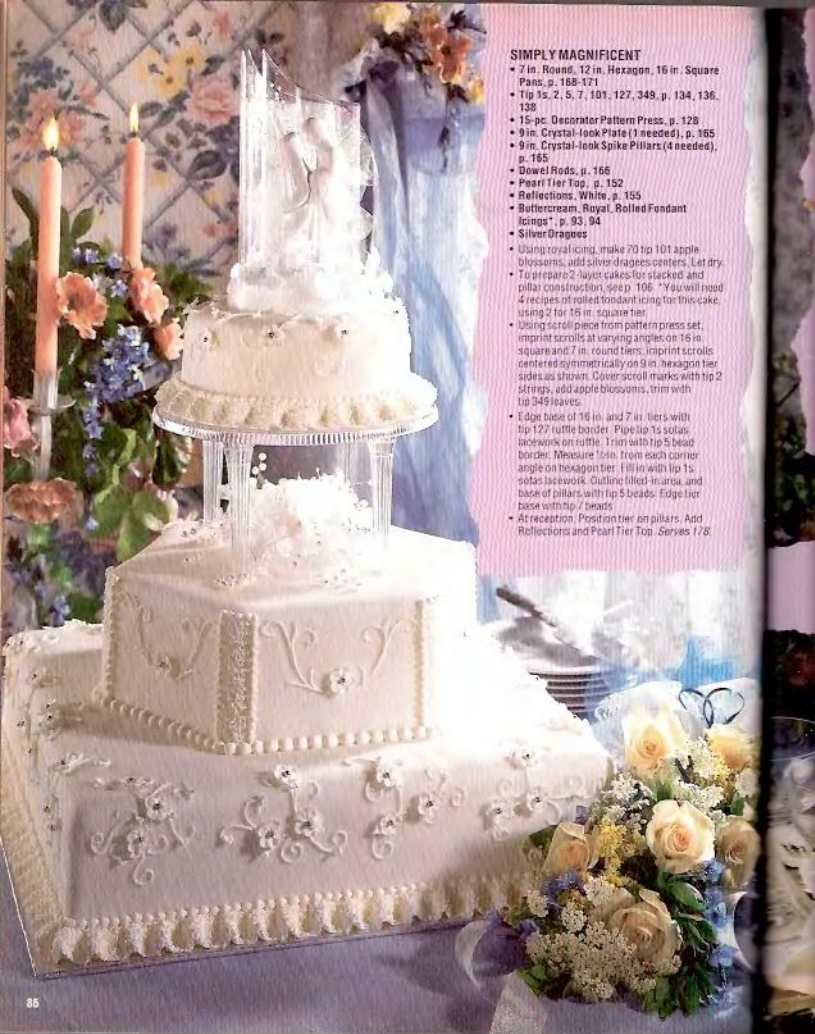 SIMPLY MAGNIFICENT
• 7 in. Round, 12 in. Hexagon, 16 in. Square
Pans, p. 168-171
• Tip 1s, 2, 5, 7, 101, 127, 349, p. 134, 136,
138
• 15-pc. Decorator Pattern Press, p. 128
• 9 in. Crystal-look Plate (1 needed), p. 165
• 9 in. Crystal-look Spike Pillars (4 needed),
p. 165
• Dowel Rods, p. 166
• Pearl Tier Top, p. 152
• Reflections, White, p. 155
• Buttercream, Royal, Rolled Fondant
Icings*, p. 93, 94
• Silver Dragees
• Using royal icing, make 70 tip 101 apple
blossoms, add silver dragees centers. Let dry.
• To prepare 2-layer cakes for stacked and
pillar construction, see p. 106. *You will need
4 recipes of rolled fondant icing for this cake,
using 2 for 16 in. square tier.
• Using scroll piece from pattern press set,
imprint scrolls at varying angles on 16 in.
square and 7 in. round tiers; imprint scrolls
centered symmetrically on 9 in. hexagon tier
sides as shown. Cover scroll marks with tip 2
strings, add apple blossoms, trim with
tip 349 leaves.
• Edge base of 16 in. and 7 in. tiers with
tip 127 ruffle border. Pipe tip 1s sotas
lacework on ruffle. Trim with tip 5 bead
border. Measure ½ in. from each corner
angle on hexagon tier. Fill in with tip 1s
sotas lacework. Outline filled-in area, and
base of pillars with tip 5 beads. Edge tier
base with tip 7 beads.
• At reception: Position tier on pillars. Add
Reflections and Pearl Tier Top. Serves 178.
86